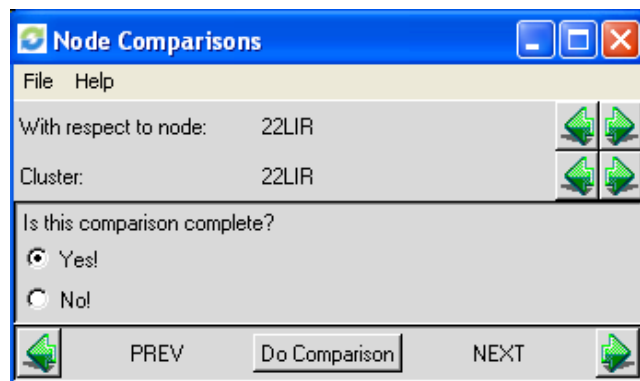 Node Comparisons
File Help
With respect to node: 22LIR
Cluster: 22LIR
Is this comparison complete?
Yes!
No!
PREV Do Comparison NEXT